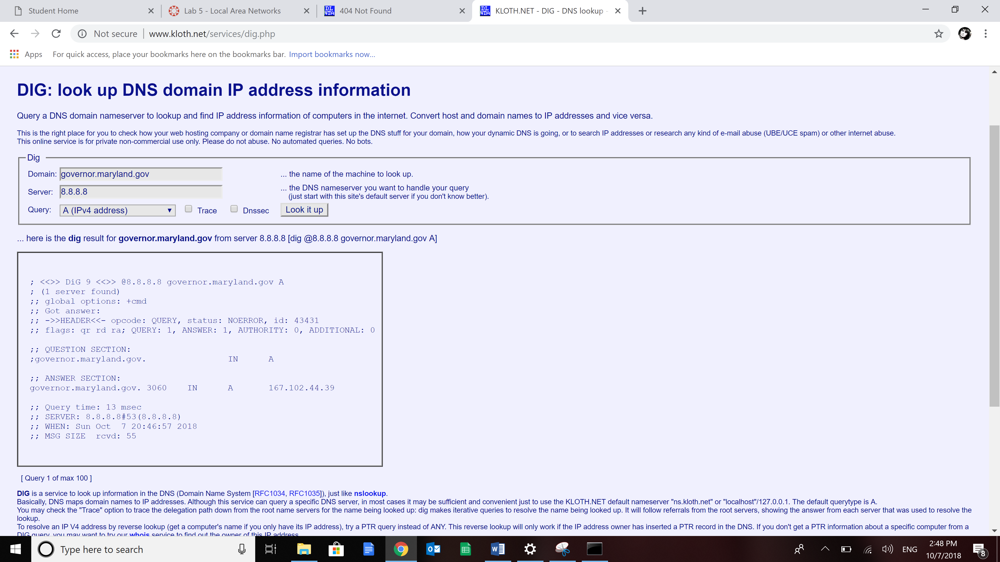 Student Home
Lab 5 - Local Area Networks
404 Not Found
KLOTH.NET - DIG - DNS lookup -
Not secure | www.kloth.net/services/dig.php
Apps For quick access, place your bookmarks here on the bookmarks bar. Import bookmarks now...
DIG: look up DNS domain IP address information
Query a DNS domain nameserver to lookup and find IP address information of computers in the internet. Convert host and domain names to IP addresses and vice versa.
This is the right place for you to check how your web hosting company or domain name registrar has set up the DNS stuff for your domain, how your dynamic DNS is going, or to search IP addresses or research any kind of e-mail abuse (UBE/UCE spam) or other internet abuse.
This online service is for private non-commercial use only. Please do not abuse. No automated queries. No bots.
Dig
Domain: governor.maryland.gov ... the name of the machine to look up.
Server: 8.8.8.8 ... the DNS nameserver you want to handle your query
(just start with this site's default server if you don't know better).
Query: A (IPv4 address) Trace Dnssec Look it up
... here is the dig result for governor.maryland.gov from server 8.8.8.8 [dig @8.8.8.8 governor.maryland.gov A]
; <<>> DiG 9 <<>> @8.8.8.8 governor.maryland.gov A
; (1 server found)
;; global options: +cmd
;; Got answer:
;; ->>HEADER<<- opcode: QUERY, status: NOERROR, id: 43431
;; flags: qr rd ra; QUERY: 1, ANSWER: 1, AUTHORITY: 0, ADDITIONAL: 0
;; QUESTION SECTION:
;governor.maryland.gov. IN A
;; ANSWER SECTION:
governor.maryland.gov. 3060 IN A 167.102.44.39
;; Query time: 13 msec
;; SERVER: 8.8.8.8#53(8.8.8.8)
;; WHEN: Sun Oct 7 20:46:57 2018
;; MSG SIZE rcvd: 55
[ Query 1 of max 100 ]
DIG is a service to look up information in the DNS (Domain Name System [RFC1034, RFC1035]), just like nslookup.
Basically, DNS maps domain names to IP addresses. Although this service can query a specific DNS server, in most cases it may be sufficient and convenient just to use the KLOTH.NET default nameserver "ns.kloth.net" or "localhost"/127.0.0.1. The default querytype is A.
You may check the "Trace" option to trace the delegation path down from the root name servers for the name being looked up: dig makes iterative queries to resolve the name being looked up. It will follow referrals from the root servers, showing the answer from each server that was used to resolve the
lookup.
To resolve an IP V4 address by reverse lookup (get a computer's name if you only have its IP address), try a PTR query instead of ANY. This reverse lookup will only work if the IP address owner has inserted a PTR record in the DNS. If you don't get a PTR information about a specific computer from a
DIG query, you may want to try our whois service to find out the owner of this IP address.
Type here to search
ENG
2:48 PM
10/7/2018
8